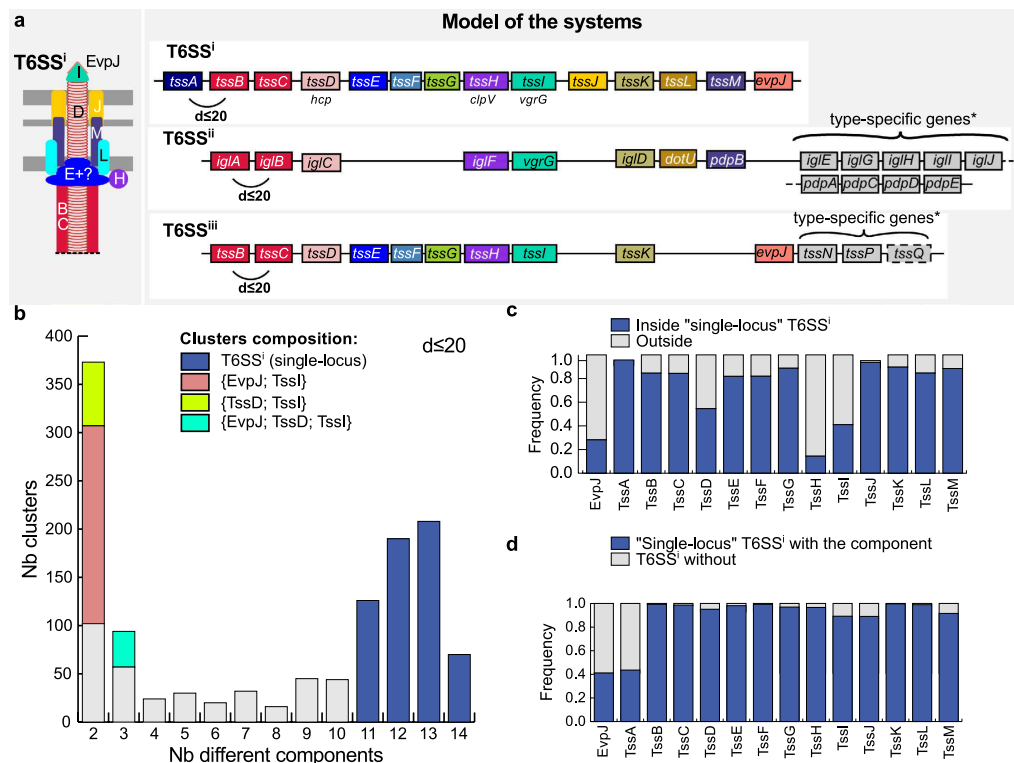 a
Model of the systems
T6SSⁱ
EvpJ
I
D
J
M
L
E+?
H
B
C
T6SSⁱ
tssA tssB tssC tssD tssE tssF tssG tssH tssI tssJ tssK tssL tssM evpJ
hcp clpV vgrG
d≤20
T6SSⁱⁱ
type-specific genes*
iglA iglB iglC iglF vgrG iglD dotU pdpB iglE iglG iglH iglI iglJ
pdpA pdpC pdpD pdpE
d≤20
T6SSⁱⁱⁱ
type-specific genes*
tssB tssC tssD tssE tssF tssG tssH tssI tssK evpJ tssN tssP tssQ
d≤20
b
Clusters composition:
d≤20
T6SSⁱ (single-locus)
{EvpJ; TssI}
{TssD; TssI}
{EvpJ; TssD; TssI}
Nb clusters
400
350
300
250
200
150
100
50
0
2 3 4 5 6 7 8 9 10 11 12 13 14
Nb different components
c
Inside "single-locus" T6SSⁱ
Outside
Frequency
1.0
0.8
0.6
0.4
0.2
0.0
EvpJ TssA TssB TssC TssD TssE TssF TssG TssH TssI TssJ TssK TssL TssM
d
"Single-locus" T6SSⁱ with the component
T6SSⁱ without
Frequency
1.0
0.8
0.6
0.4
0.2
0.0
EvpJ TssA TssB TssC TssD TssE TssF TssG TssH TssI TssJ TssK TssL TssM